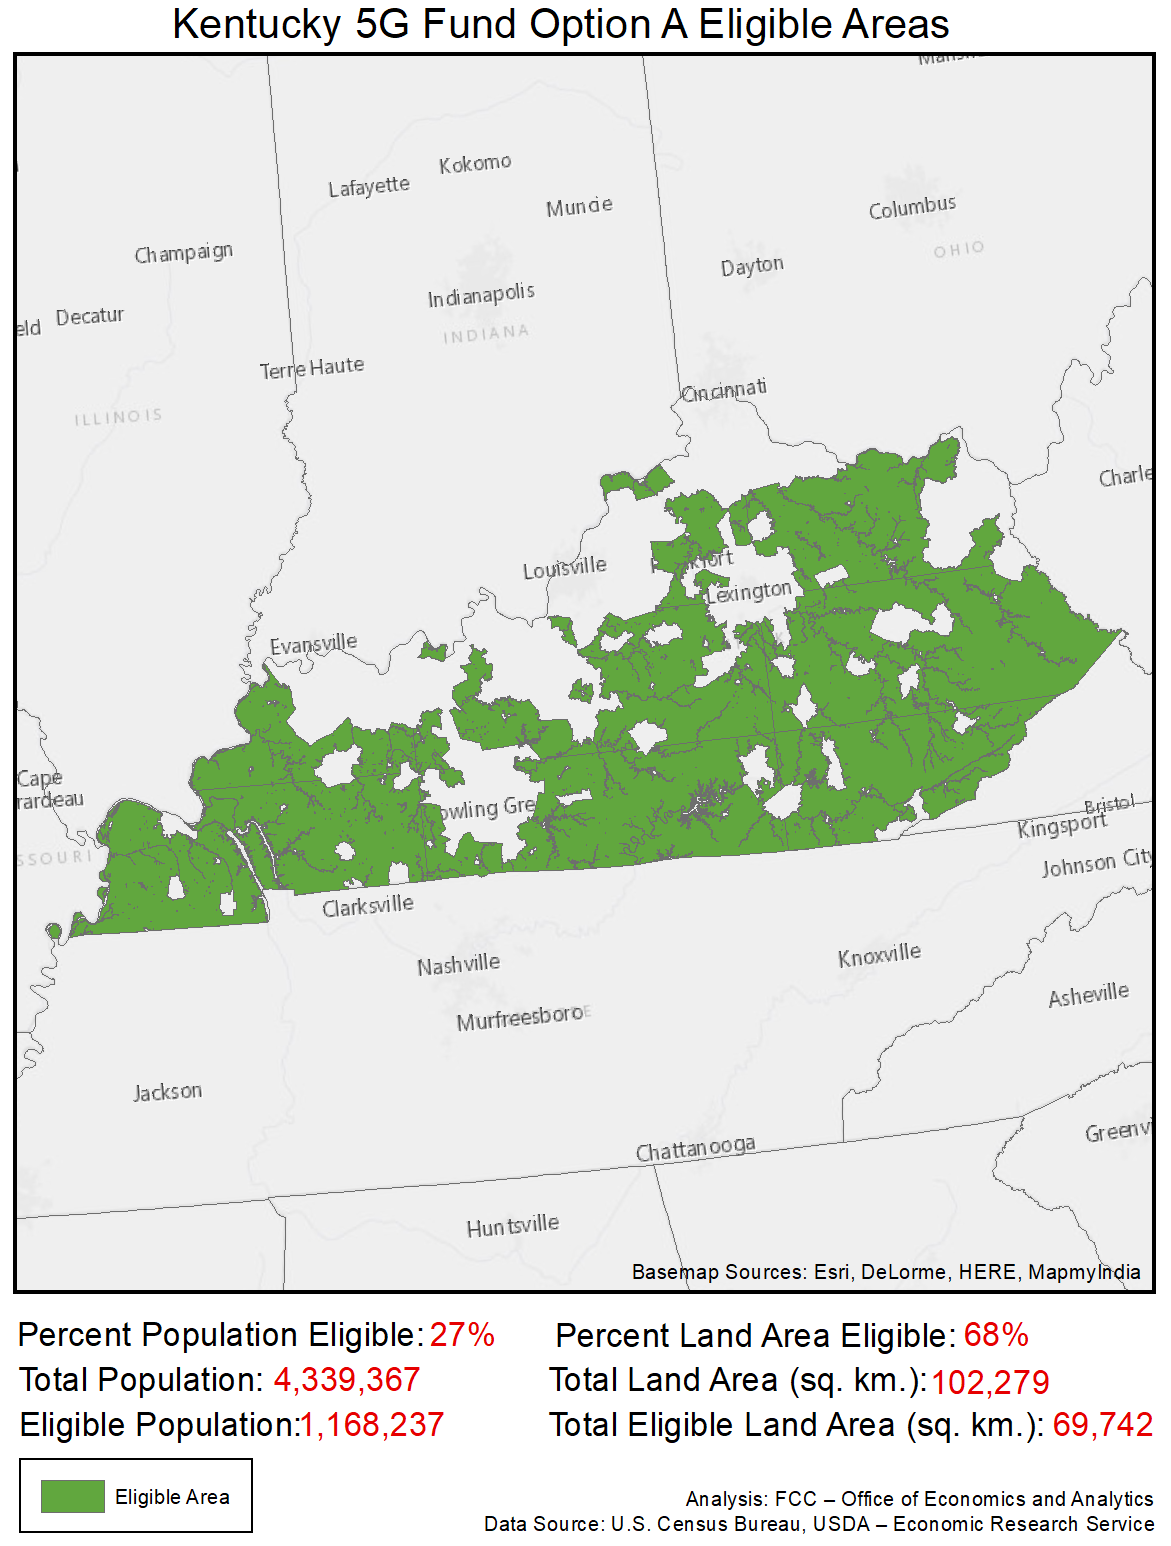 Kentucky 5G Fund Option A Eligible Areas
Kokomo
Lafayette
Muncie
Columbus
Champaign
OHIO
Dayton
Indianapolis
eld Decatur
INDIANA
Terre Haute
Cincinnati
ILLINOIS
Charle
Louisville
Lexington
Evansville
Cape
rardeau
owling Gre
Bristol
Kingsport
SSOURI
Johnson City
Clarksville
Knoxville
Nashville
Asheville
Murfreesboro
Jackson
Greenvi
Chattanooga
Huntsville
Basemap Sources: Esri, DeLorme, HERE, MapmyIndia
Percent Population Eligible: 27%
Percent Land Area Eligible: 68%
Total Population: 4,339,367
Total Land Area (sq. km.): 102,279
Eligible Population: 1,168,237
Total Eligible Land Area (sq. km.): 69,742
Eligible Area
Analysis: FCC – Office of Economics and Analytics
Data Source: U.S. Census Bureau, USDA – Economic Research Service